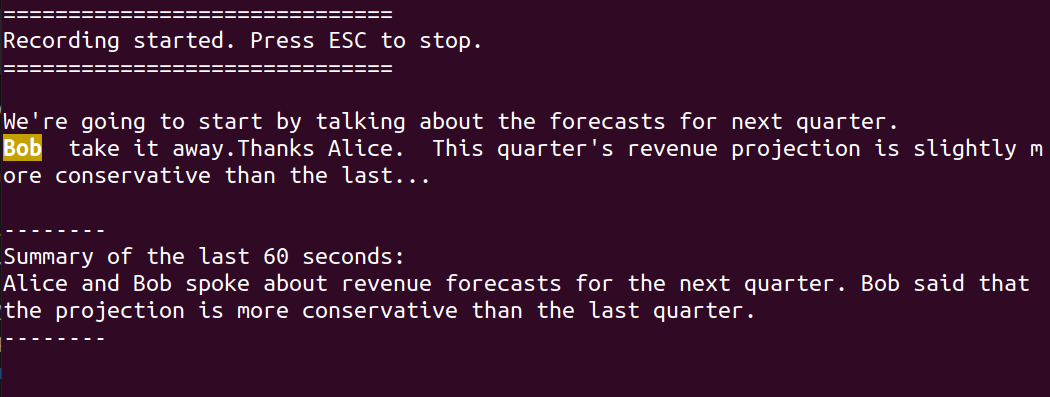 ==============================
Recording started. Press ESC to stop.
==============================
We're going to start by talking about the forecasts for next quarter.
Bob  take it away.Thanks Alice.  This quarter's revenue projection is slightly m
ore conservative than the last...
--------
Summary of the last 60 seconds:
Alice and Bob spoke about revenue forecasts for the next quarter. Bob said that
the projection is more conservative than the last quarter.
--------